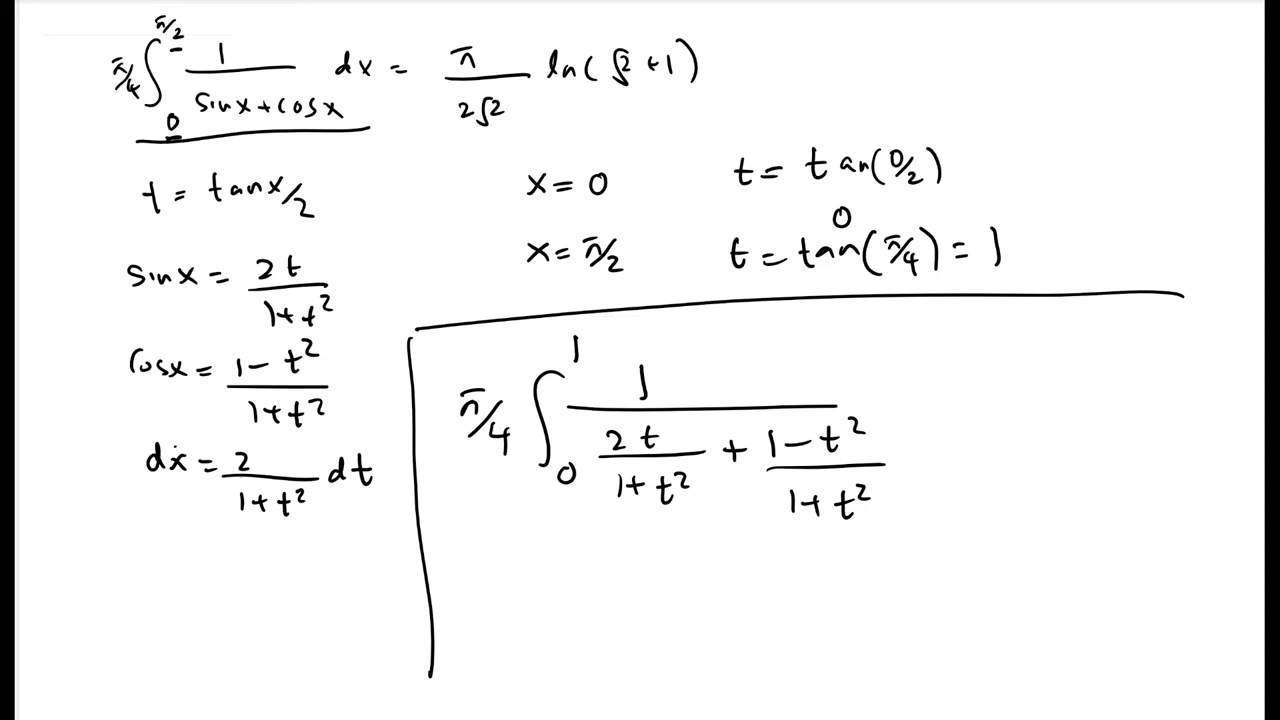 π/4 ∫₀^(π/2) 1/(sinx + cosx) dx = π/(2√2) ln(√2 + 1)
t = tanx/2
x = 0 t = tan(0/2)
0
x = π/2 t = tan(π/4) = 1
sinx = 2t/(1+t²)
cosx = (1−t²)/(1+t²)
dx = 2/(1+t²) dt
π/4 ∫₀¹ 1/(2t/(1+t²) + (1−t²)/(1+t²))